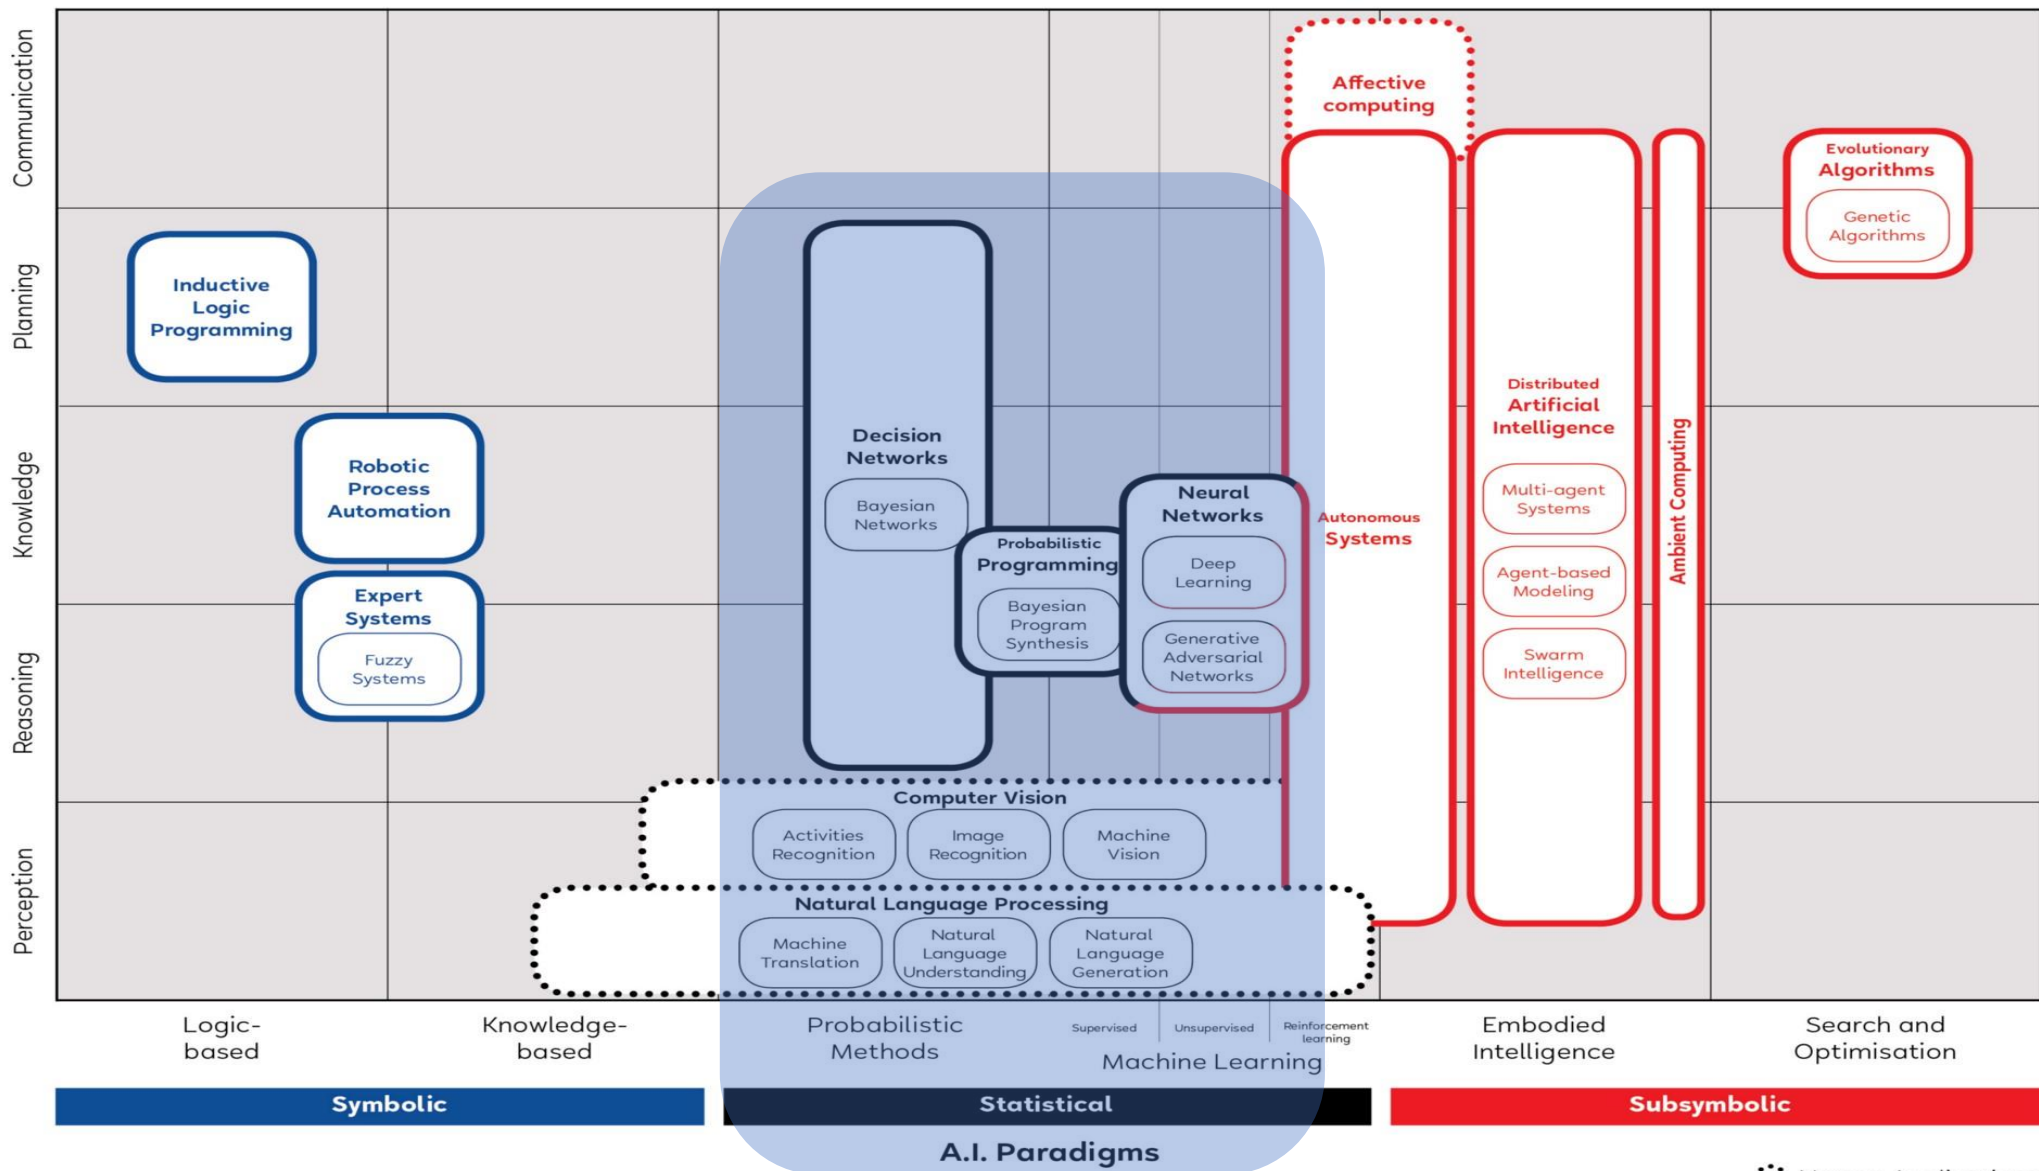 Communication
Planning
Knowledge
Reasoning
Perception
Affective
computing
Evolutionary
Algorithms
Genetic
Algorithms
Inductive
Logic
Programming
Robotic
Process
Automation
Expert
Systems
Fuzzy
Systems
Decision
Networks
Bayesian
Networks
Probabilistic
Programming
Bayesian
Program
Synthesis
Neural
Networks
Deep
Learning
Generative
Adversarial
Networks
Autonomous
Systems
Distributed
Artificial
Intelligence
Multi-agent
Systems
Agent-based
Modeling
Swarm
Intelligence
Ambient Computing
Computer Vision
Activities
Recognition
Image
Recognition
Machine
Vision
Natural Language Processing
Machine
Translation
Natural
Language
Understanding
Natural
Language
Generation
Logic-
based
Knowledge-
based
Probabilistic
Methods
Supervised
Unsupervised
Reinforcement
learning
Machine Learning
Embodied
Intelligence
Search and
Optimisation
Symbolic
Statistical
Subsymbolic
A.I. Paradigms